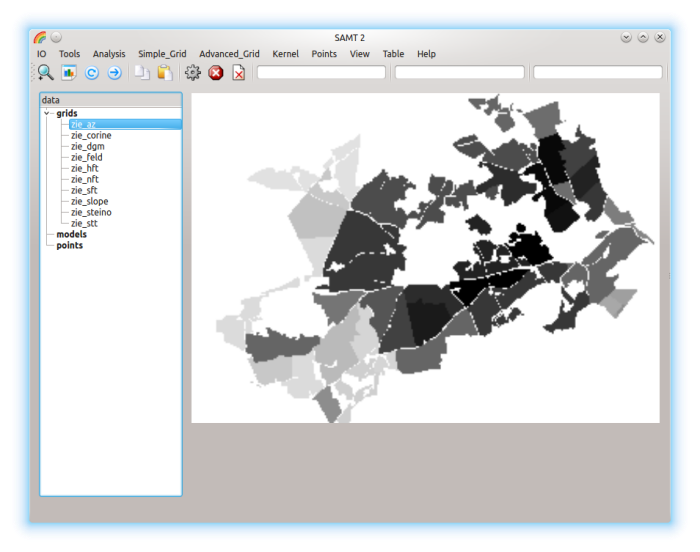 SAMT 2
IO Tools Analysis Simple_Grid Advanced_Grid Kernel Points View Table Help
data
grids
zie_az
zie_corine
zie_dgm
zie_feld
zie_hft
zie_nft
zie_sft
zie_slope
zie_steino
zie_stt
models
points